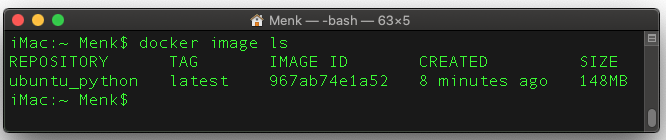 Menk — -bash — 63×5
iMac:~ Menk$ docker image ls
REPOSITORY TAG IMAGE ID CREATED SIZE
ubuntu_python latest 967ab74e1a52 8 minutes ago 148MB
iMac:~ Menk$